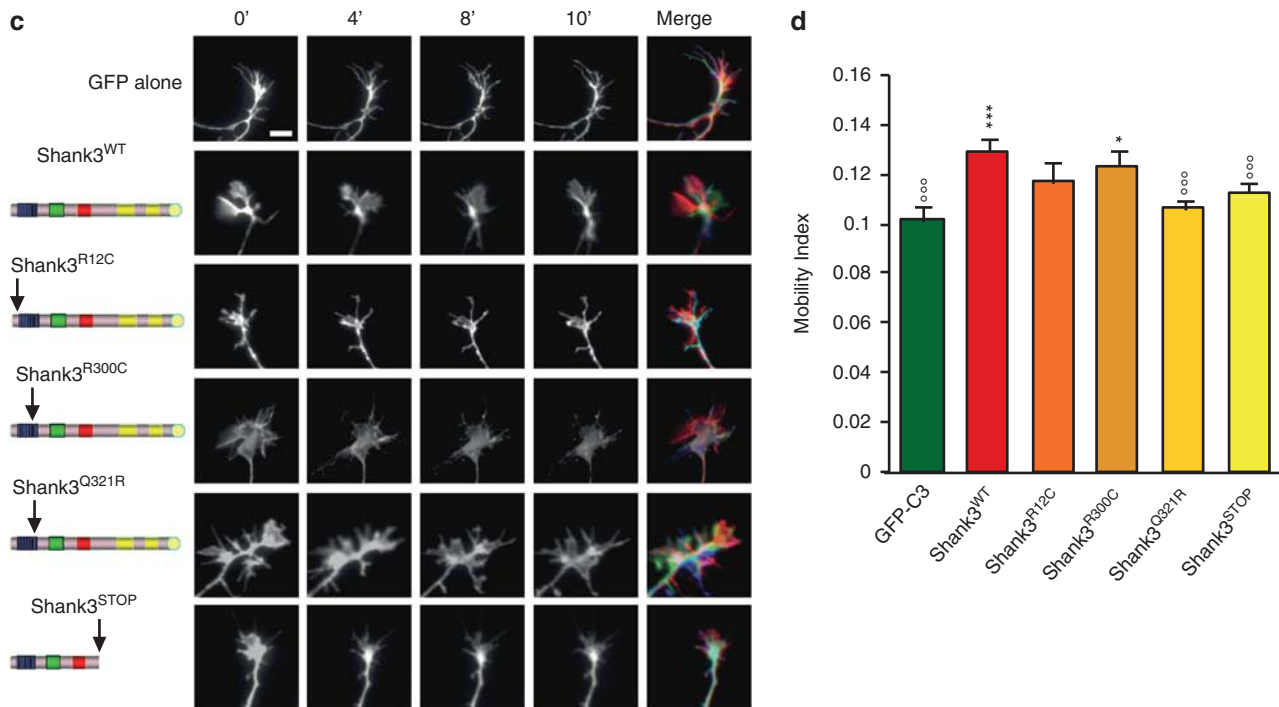 c
0' 4' 8' 10' Merge
GFP alone
Shank3WT
Shank3R12C
Shank3R300C
Shank3Q321R
Shank3STOP
d
0.16
0.14
0.12
0.1
0.08
0.06
0.04
0.02
0
Mobility Index
°°°
***
*
°°°
°°°
GFP-C3
Shank3WT
Shank3R12C
Shank3R300C
Shank3Q321R
Shank3STOP